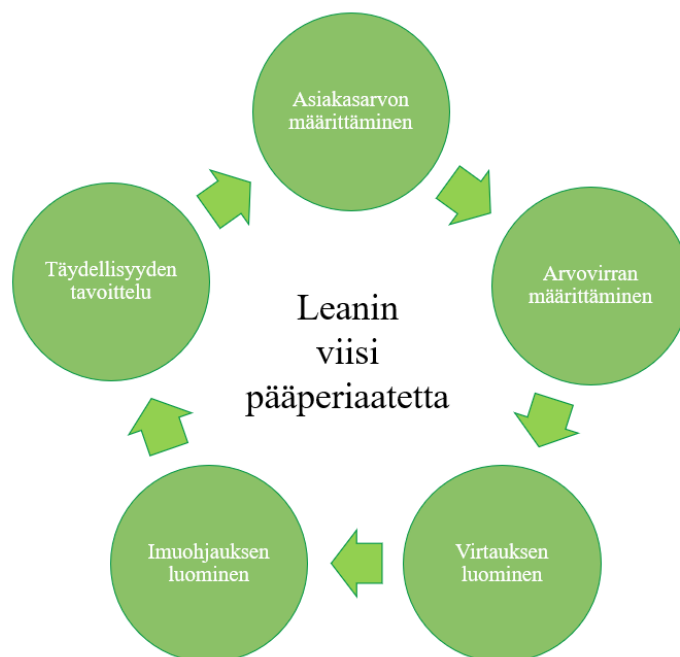 Asiakasarvon
määrittäminen
Arvovirran
määrittäminen
Virtauksen
luominen
Imuohjauksen
luominen
Täydellisyyden
tavoittelu
Leanin
viisi
pääperiaatetta